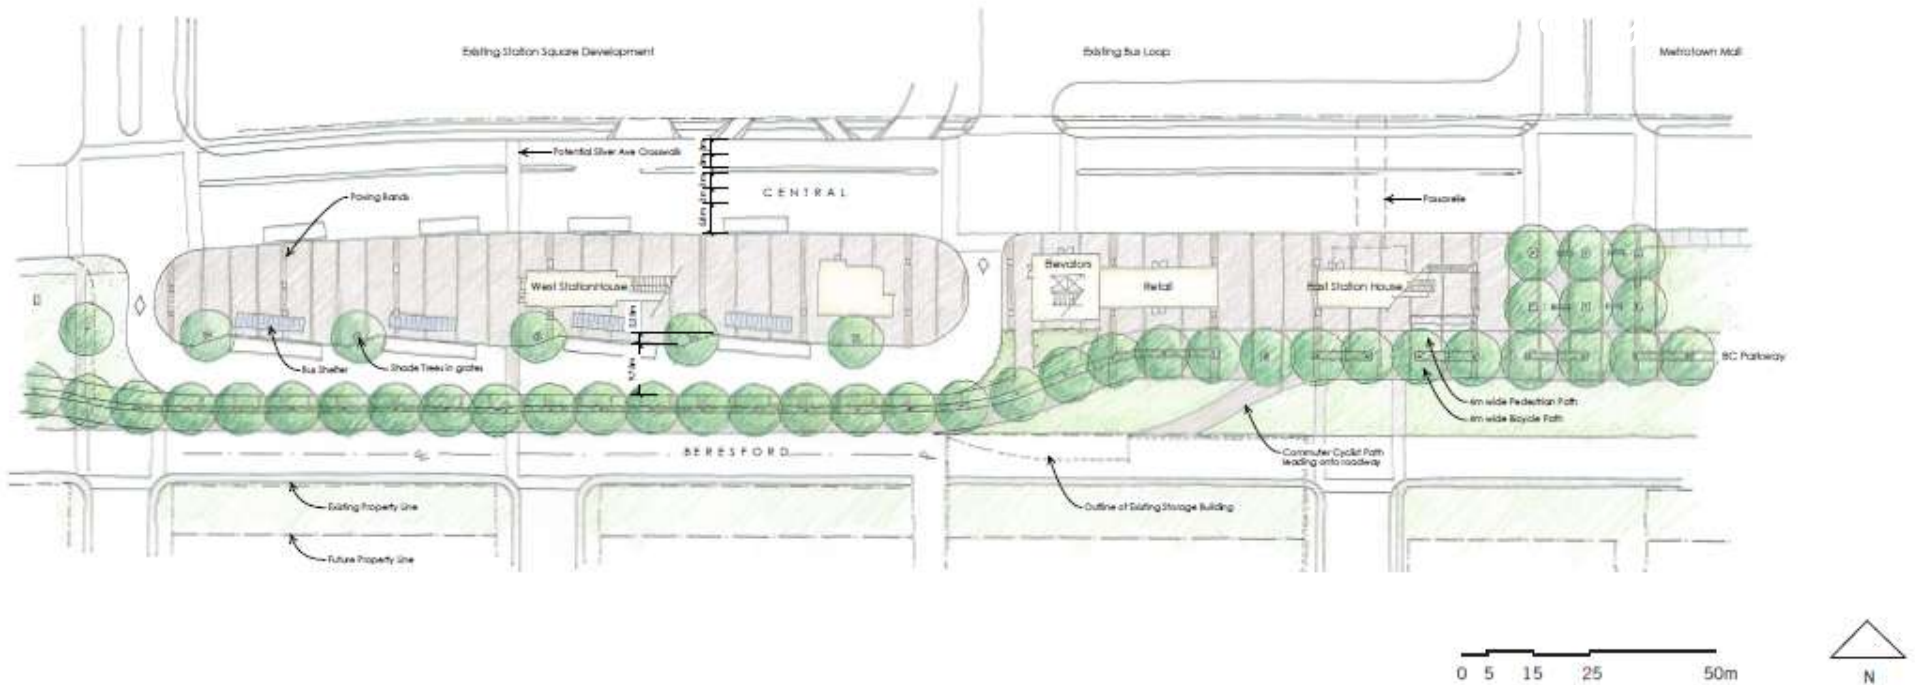 Existing Station Square Development
Existing Bus Loop
Metrotown Mall
Potential Silver Ave Crosswalk
CENTRAL
Paving Bands
Passarelle
Elevators
West StationHouse
Retail
East Station House
BC Parkway
Bus Shelter
Shade Trees in grates
4m wide Pedestrian Path
4m wide Bicycle Path
BERESFORD
Commuter Cyclist Path
leading onto roadway
Existing Property Line
Outline of Existing Storage Building
Future Property Line
0 5 15 25 50m
N